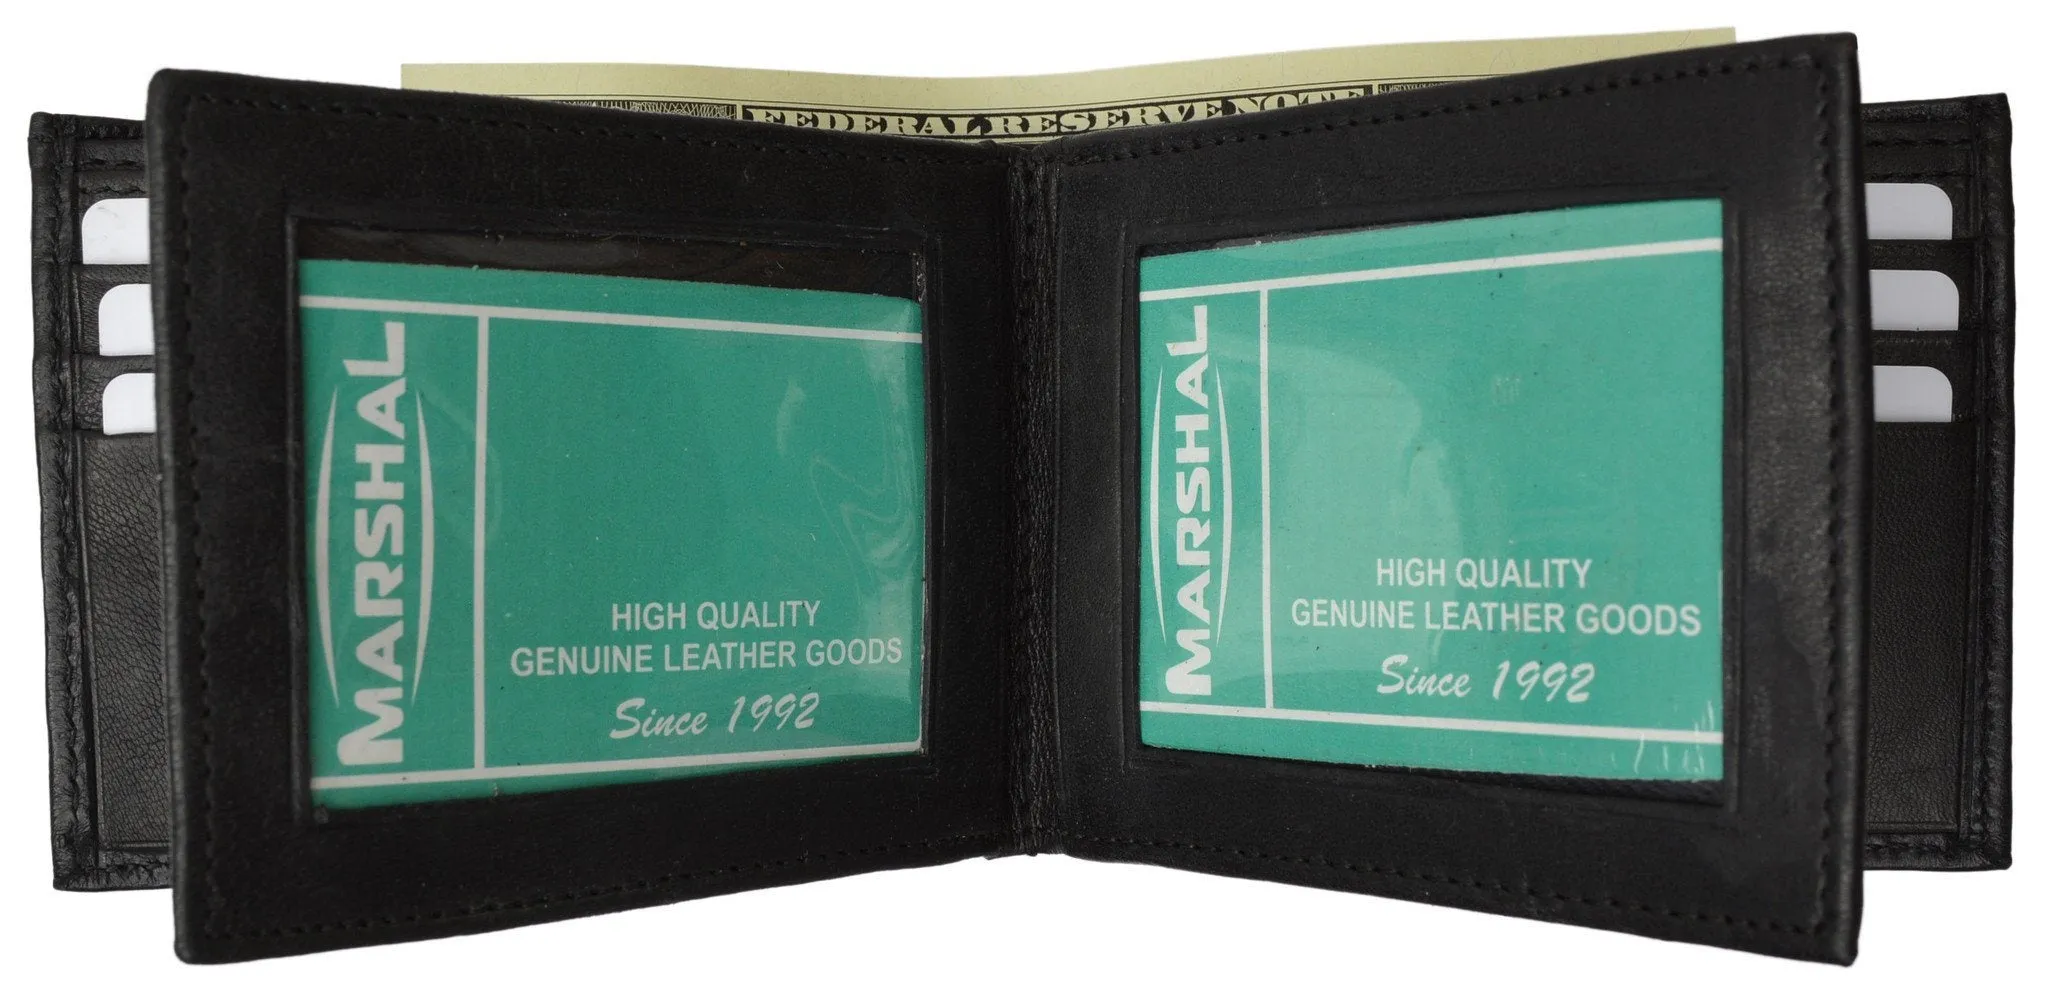 FEDERAL RESERVE NOTE
MARSHAL
HIGH QUALITY
GENUINE LEATHER GOODS
Since 1992
MARSHAL
HIGH QUALITY
GENUINE LEATHER GOODS
Since 1992